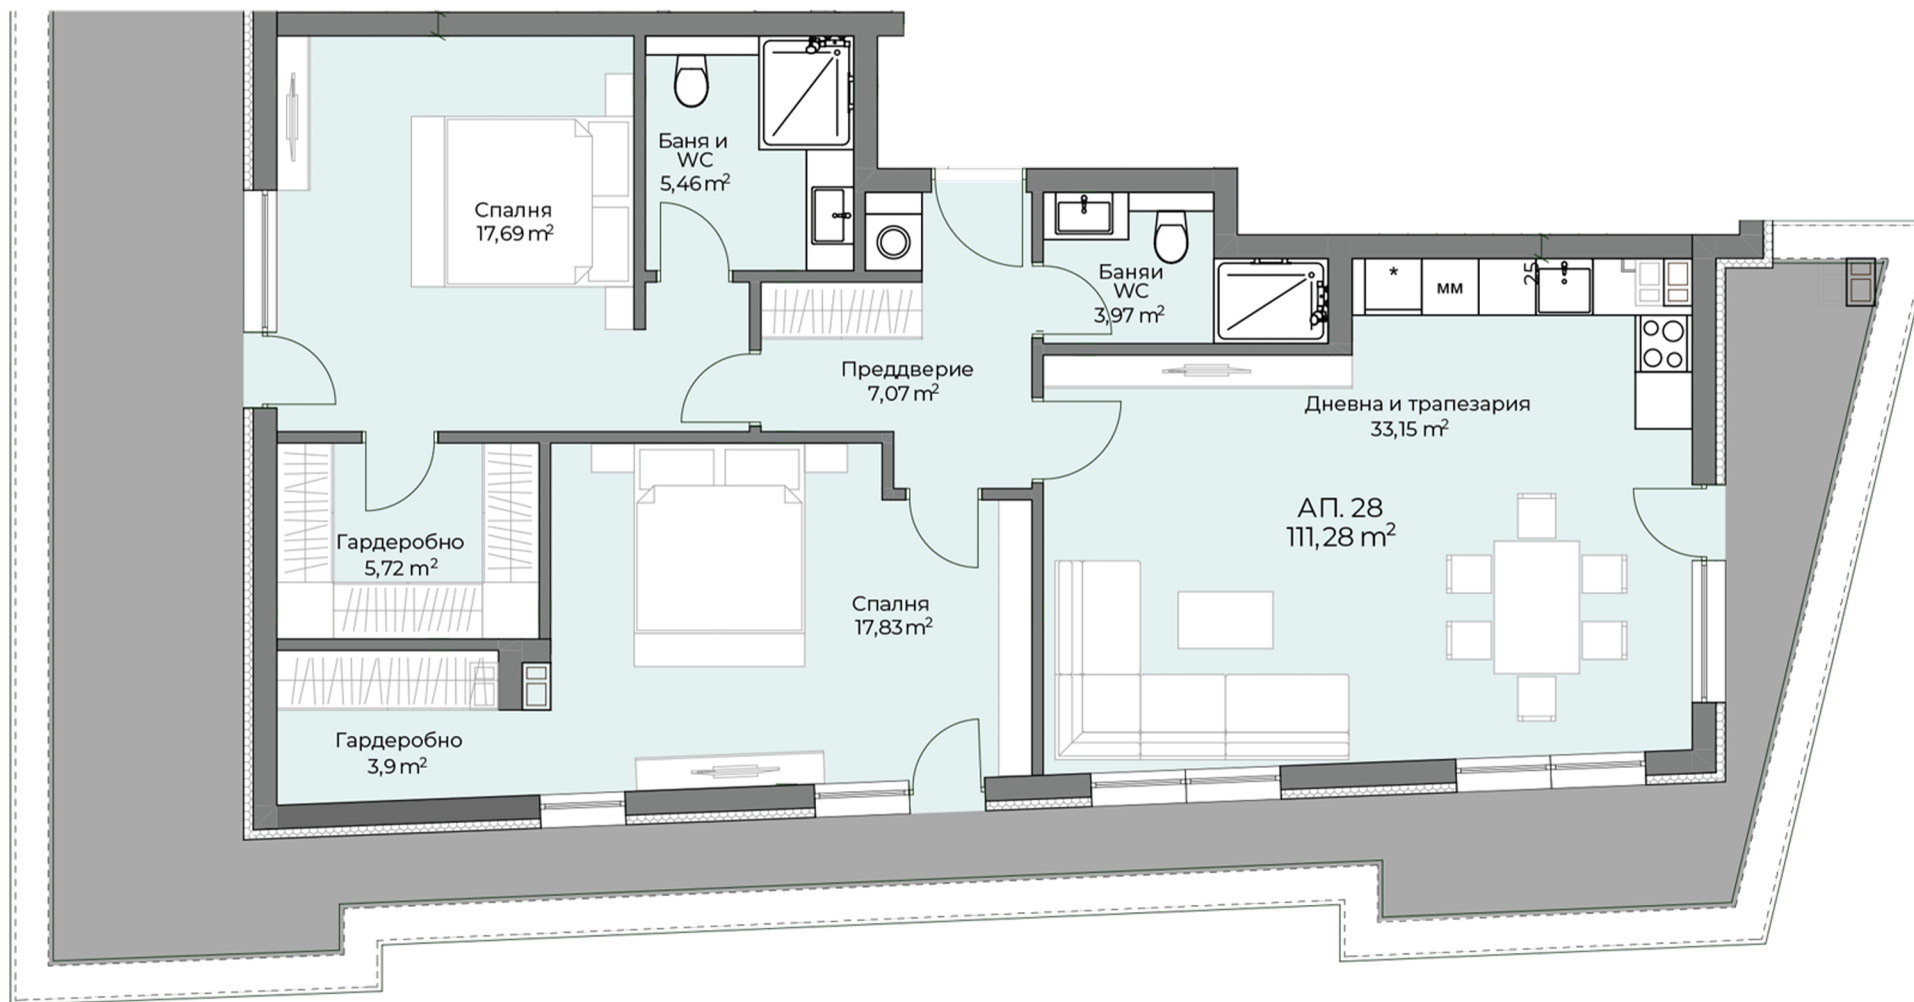 Баня и
WC
5,46 m²
Спалня
17,69 m²
Баняи
WC
3,97 m²
*
мм
25
Преддверие
7,07 m²
Дневна и трапезария
33,15 m²
АП. 28
111,28 m²
Гардеробно
5,72 m²
Спалня
17,83 m²
Гардеробно
3,9 m²